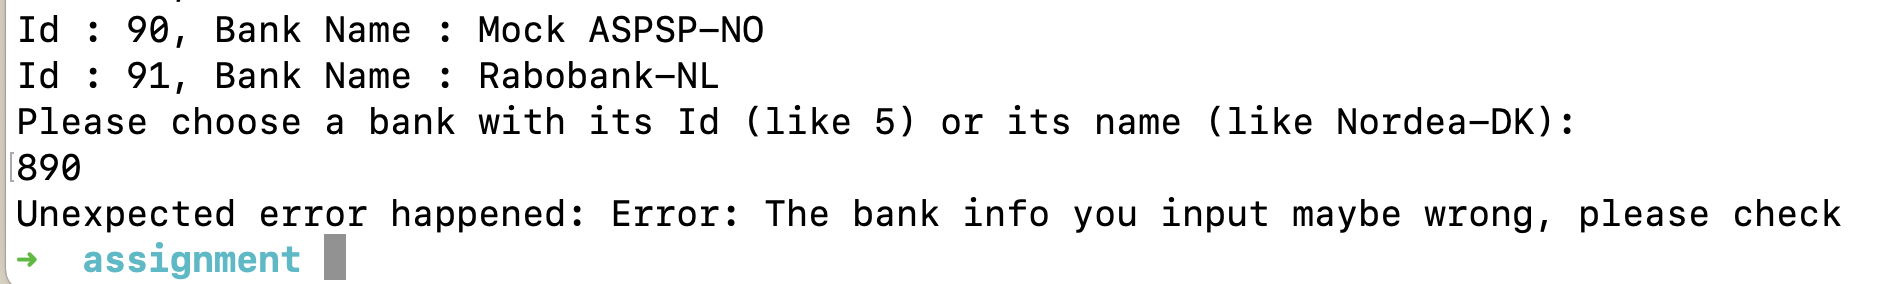 Id : 90, Bank Name : Mock ASPSP-NO
Id : 91, Bank Name : Rabobank-NL
Please choose a bank with its Id (like 5) or its name (like Nordea-DK):
890
Unexpected error happened: Error: The bank info you input maybe wrong, please check
➜ assignment